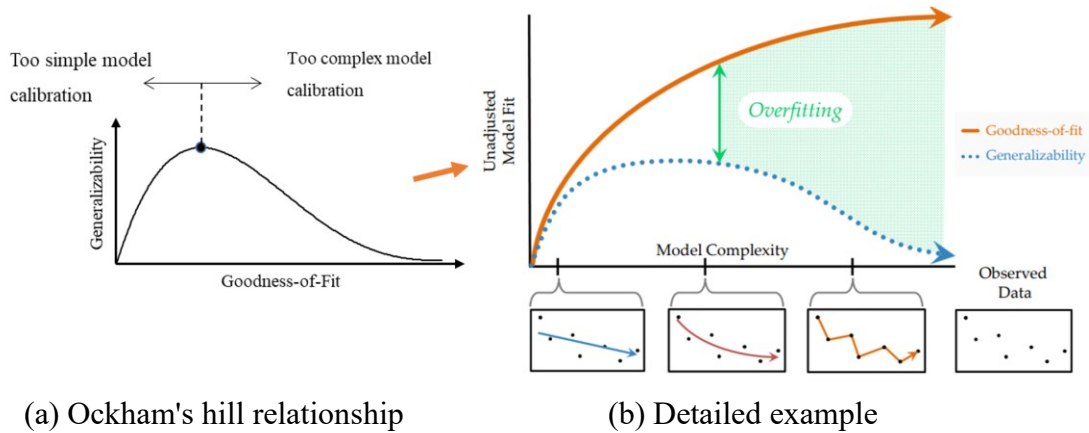 Too simple model
calibration
Too complex model
calibration
Generalizability
Goodness-of-Fit
(a) Ockham's hill relationship
Unadjusted
Model Fit
Overfitting
Goodness-of-fit
Generalizability
Model Complexity
Observed
Data
(b) Detailed example